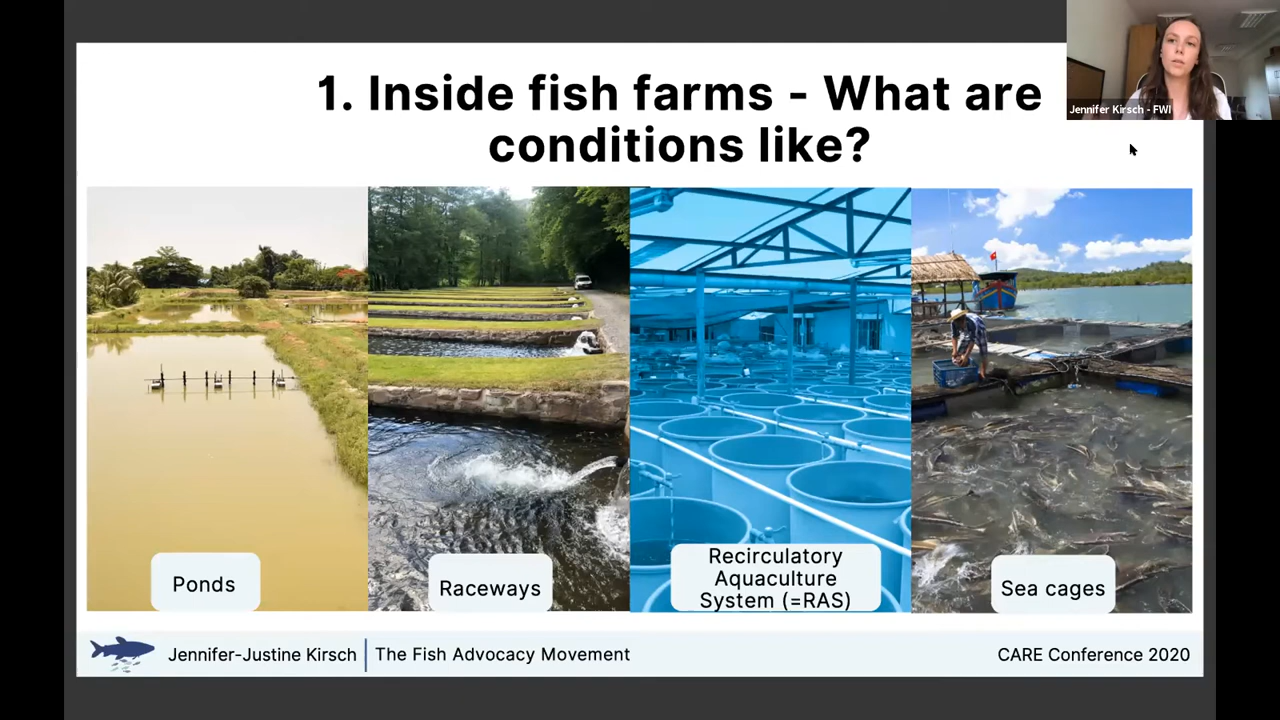 1. Inside fish farms - What are
conditions like?
Jennifer Kirsch - FWI
Ponds
Raceways
Recirculatory
Aquaculture
System (=RAS)
Sea cages
Jennifer-Justine Kirsch
The Fish Advocacy Movement
CARE Conference 2020